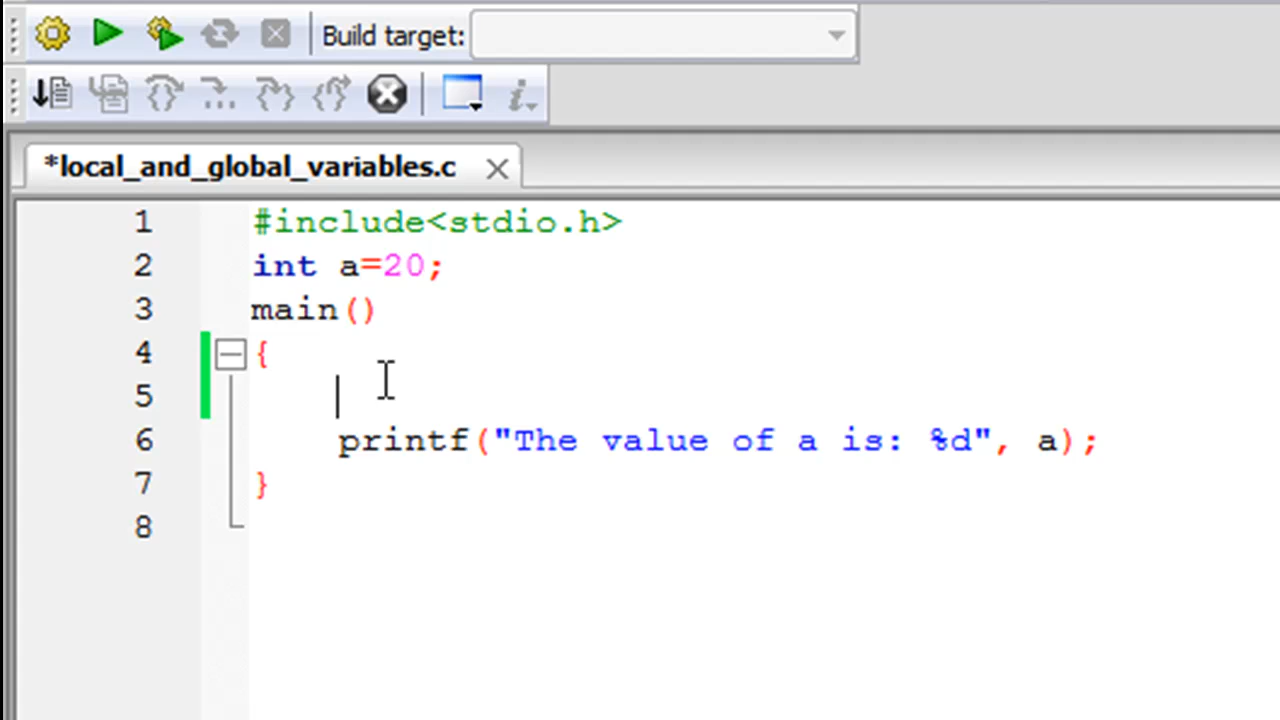 Build target:
*local_and_global_variables.c
1 #include<stdio.h>
2 int a=20;
3 main()
4 {
5
6 printf("The value of a is: %d", a);
7 }
8